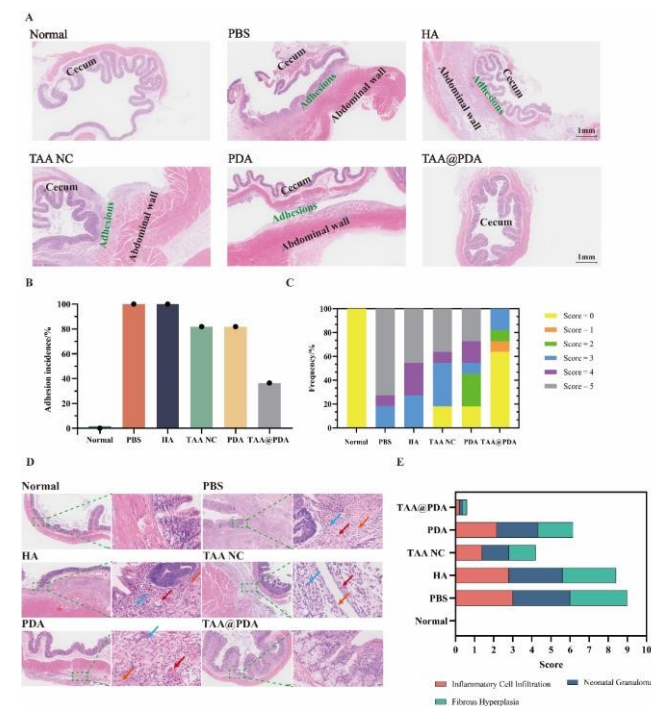 A
Normal
PBS
HA
Cecum
Cecum
Adhesions
Abdominal wall
Abdominal wall
Adhesions
Cecum
1mm
TAA NC
PDA
TAA@PDA
Cecum
Adhesions
Abdominal wall
Cecum
Adhesions
Abdominal wall
Cecum
1mm
B
C
Adhesion incidence/%
100
80
60
40
20
0
Normal PBS HA TAA NC PDA TAA@PDA
Frequency/%
100
80
60
40
20
0
Normal PBS HA TAA NC PDA TAA@PDA
Score = 0
Score = 1
Score = 2
Score = 3
Score = 4
Score = 5
D
Normal
PBS
HA
TAA NC
PDA
TAA@PDA
E
TAA@PDA
PDA
TAA NC
HA
PBS
Normal
0 1 2 3 4 5 6 7 8 9 10
Score
Inflammatory Cell Infiltration
Neonatal Granuloma
Fibrous Hyperplasia